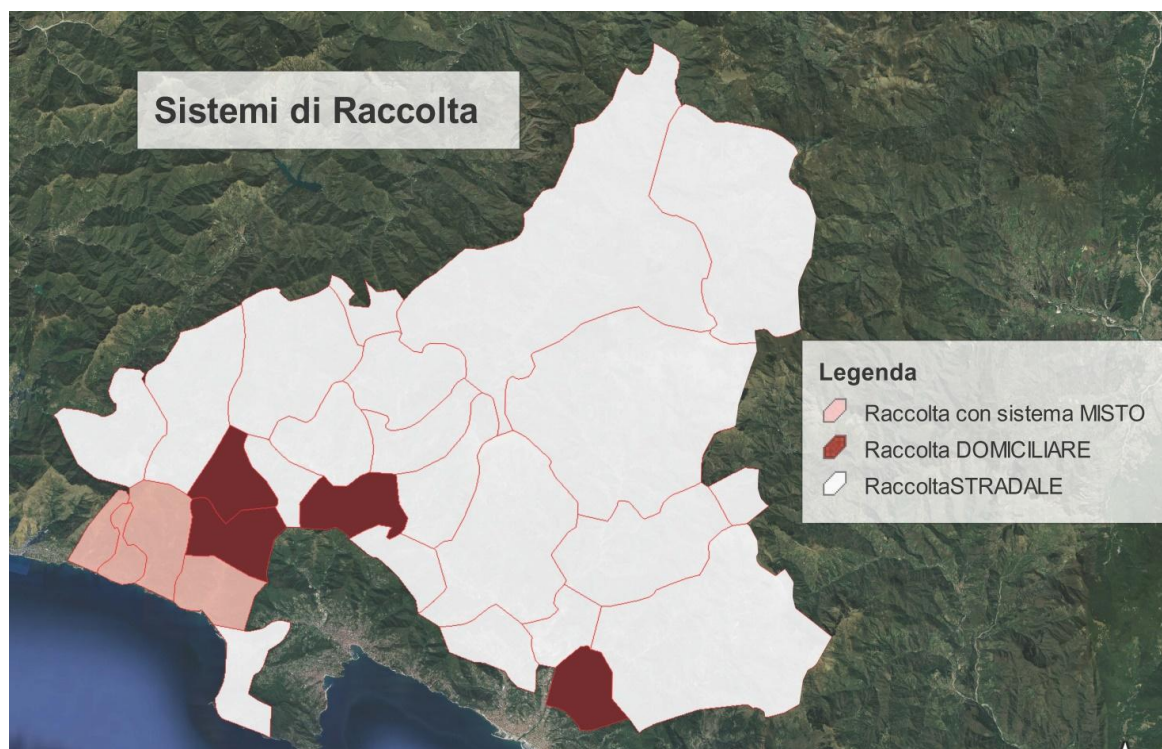 Sistemi di Raccolta
Legenda
Raccolta con sistema MISTO
Raccolta DOMICILIARE
RaccoltaSTRADALE